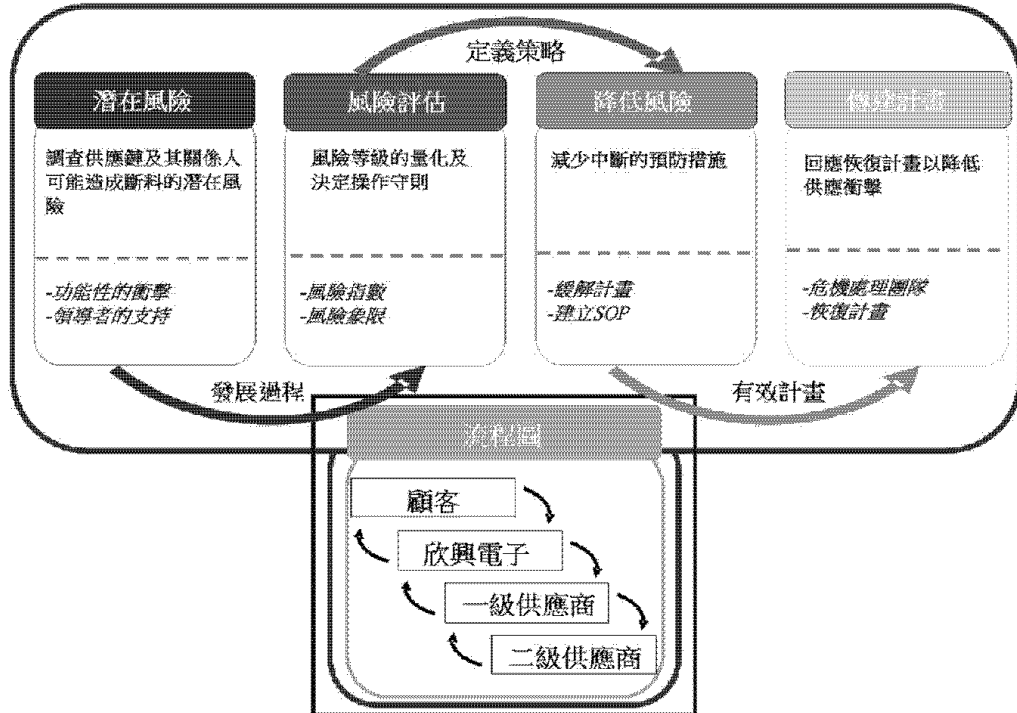 定義策略
潛在風險
風險評估
降低風險
傳達計畫
調查供應鏈及其關係人
可能造成斷料的潛在風
險
風險等級的量化及
決定操作守則
減少中斷的預防措施
回應恢復計畫以降低
供應衝擊
-功能性的衝擊
-領導者的支持
-風險指數
-風險象限
-緩解計畫
-建立SOP
-危機處理團隊
-恢復計畫
發展過程
有效計畫
流程圖
顧客
欣興電子
一級供應商
二級供應商